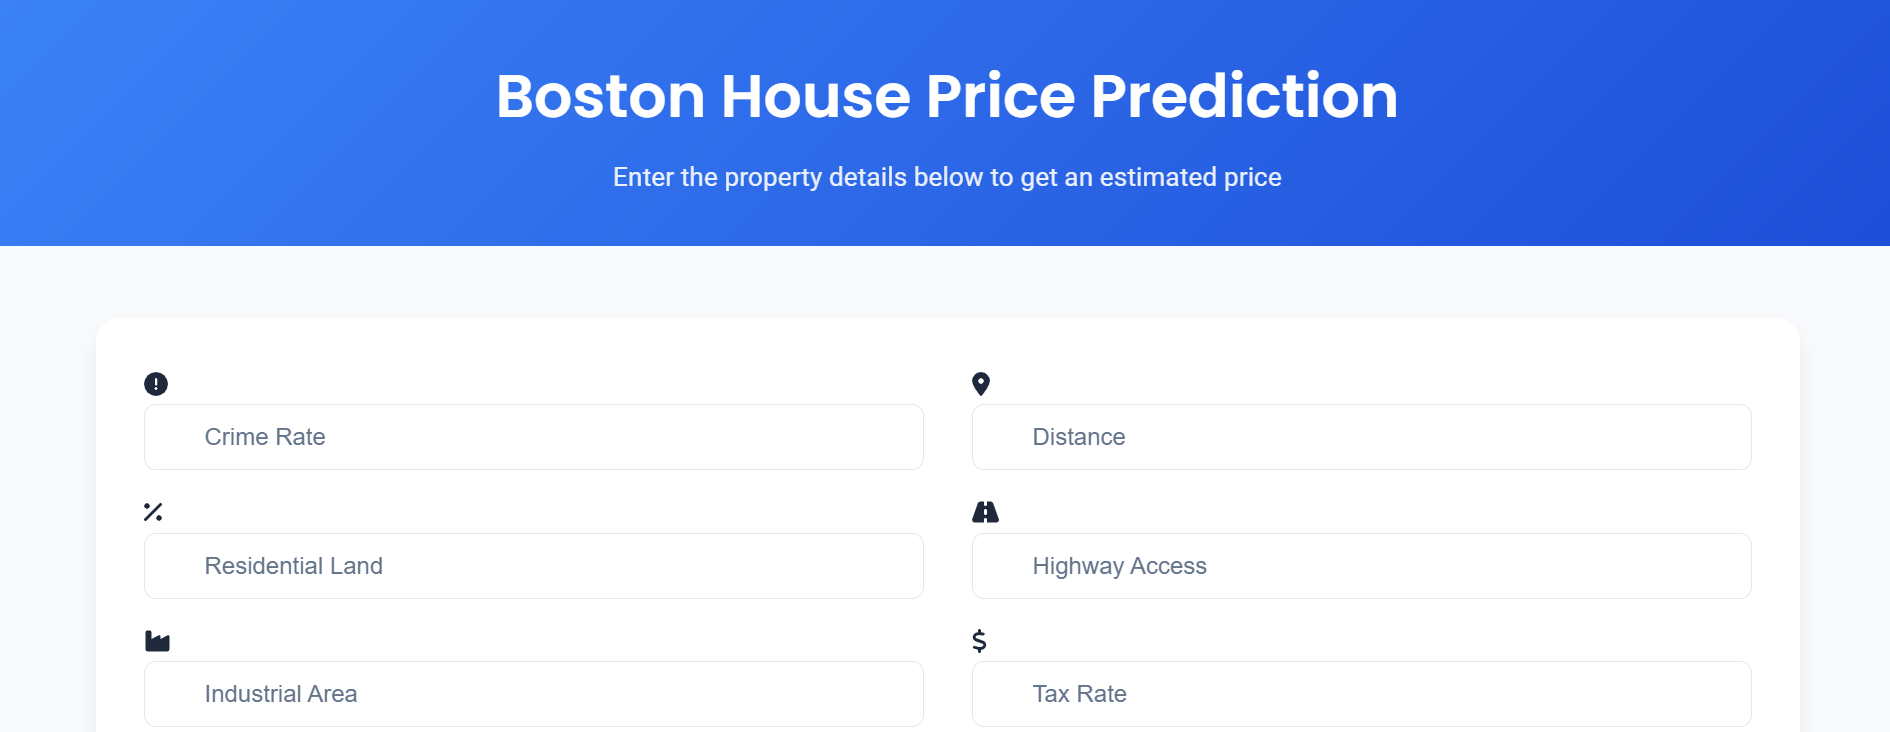 Boston House Price Prediction
Enter the property details below to get an estimated price
Crime Rate
Distance
Residential Land
Highway Access
Industrial Area
$
Tax Rate